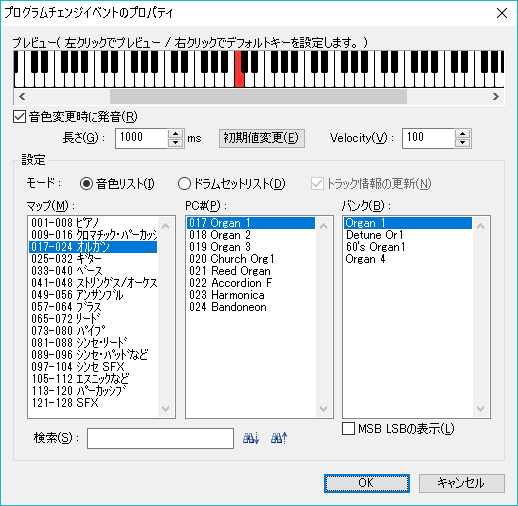 プログラムチェンジイベントのプロパティ
プレビュー( 左クリックでプレビュー / 右クリックでデフォルトキーを設定します。 )
音色変更時に発音(R)
長さ(G) : 1000 ms 初期値変更(E) Velocity(V) : 100
設定
モード : 音色リスト(I) ドラムセットリスト(D) トラック情報の更新(N)
マップ(M) :
001-008 ピアノ
009-016 クロマチック・パーカッシ
017-024 オルガン
025-032 ギター
033-040 ベース
041-048 ストリングス/オーケス
049-056 アンサンブル
057-064 ブラス
065-072 リード
073-080 パイプ
081-088 シンセ・リード
089-096 シンセ・パッドなど
097-104 シンセ SFX
105-112 エスニックなど
113-120 パーカッシブ
121-128 SFX
PC#(P) :
017 Organ 1
018 Organ 2
019 Organ 3
020 Church Org1
021 Reed Organ
022 Accordion F
023 Harmonica
024 Bandoneon
バンク(B) :
Organ 1
Detune Or1
60's Organ1
Organ 4
検索(S) :
MSB LSBの表示(L)
OK キャンセル